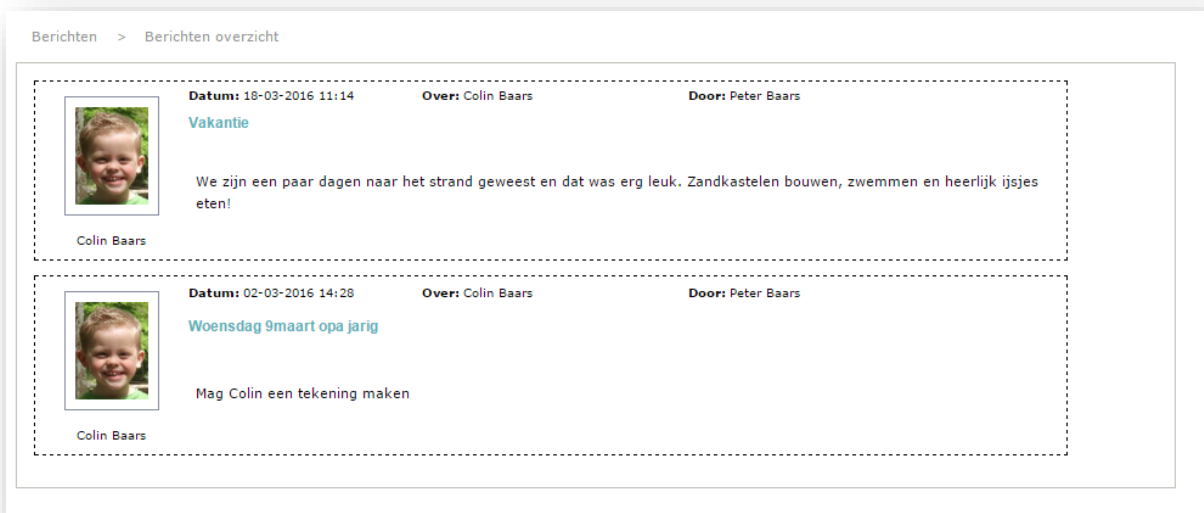 Berichten > Berichten overzicht
Datum: 18-03-2016 11:14 Over: Colin Baars Door: Peter Baars
Vakantie
We zijn een paar dagen naar het strand geweest en dat was erg leuk. Zandkastelen bouwen, zwemmen en heerlijk ijsjes
eten!
Colin Baars
Datum: 02-03-2016 14:28 Over: Colin Baars Door: Peter Baars
Woensdag 9maart opa jarig
Mag Colin een tekening maken
Colin Baars